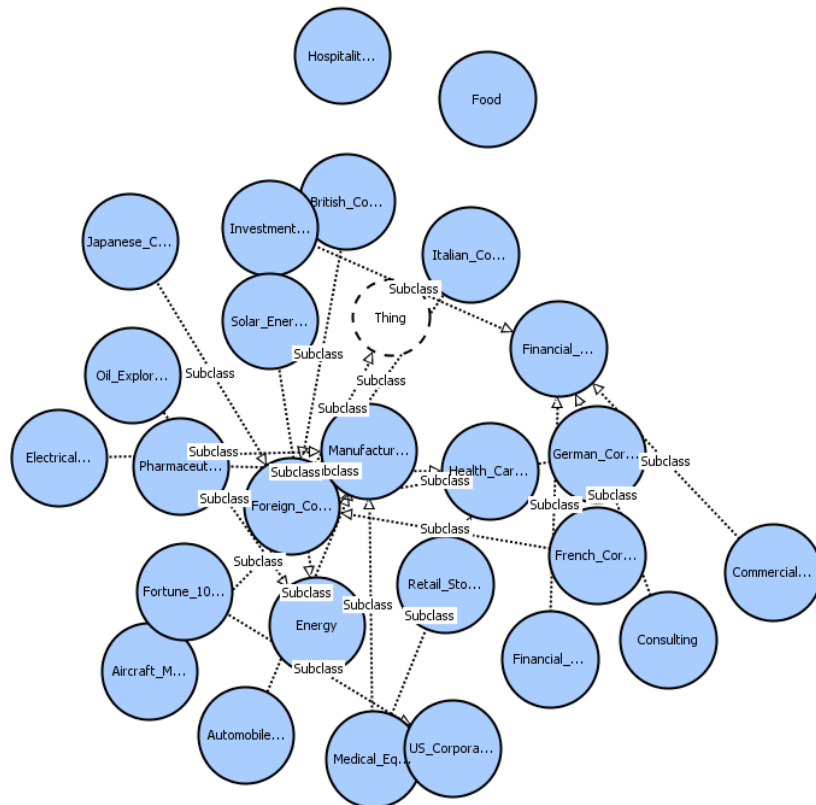 Hospitalit...
Food
British_Co...
Investment...
Japanese_C...
Italian_Co...
Subclass
Thing
Solar_Ener...
Financial_...
Subclass
Subclass
Oil_Explor...
Subclass
Subclass
Manufactur...
Subclass
Electrical...
Pharmaceut...
Subclass
ubclass
Health_Car...
German_Cor...
Subclass
Subclass
Subclass
Foreign_Co...
Subclass
Subclass
Subclass
Subclass
French_Cor...
Commercial...
Fortune_10...
Subclass
Retail_Sto...
Subclass
Subclass
Energy
Consulting
Financial_...
Aircraft_M...
Subclass
Automobile...
Medical_Eq...
US_Corpora...